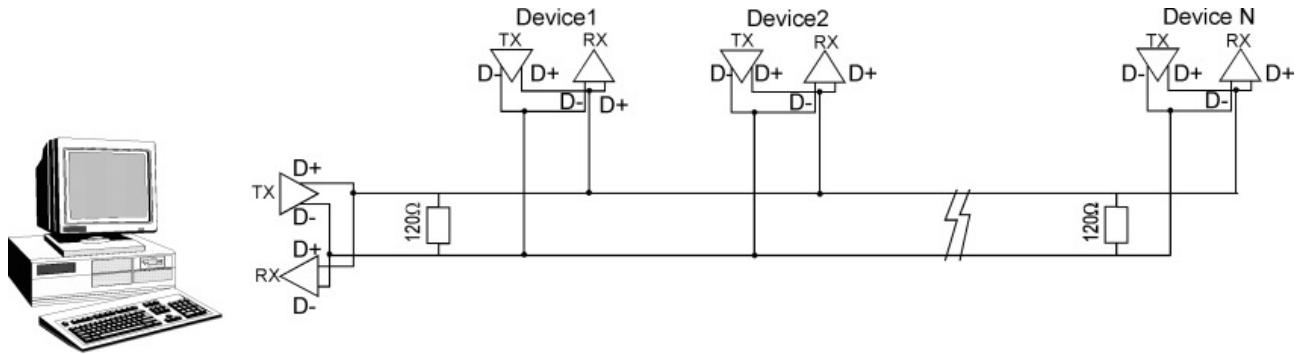 Device1
TX RX
D- D+
D- D+
Device2
TX RX
D- D+
D-
Device N
TX RX
D- D+
D-
D+
TX
D-
120Ω
120Ω
D+
RX
D-